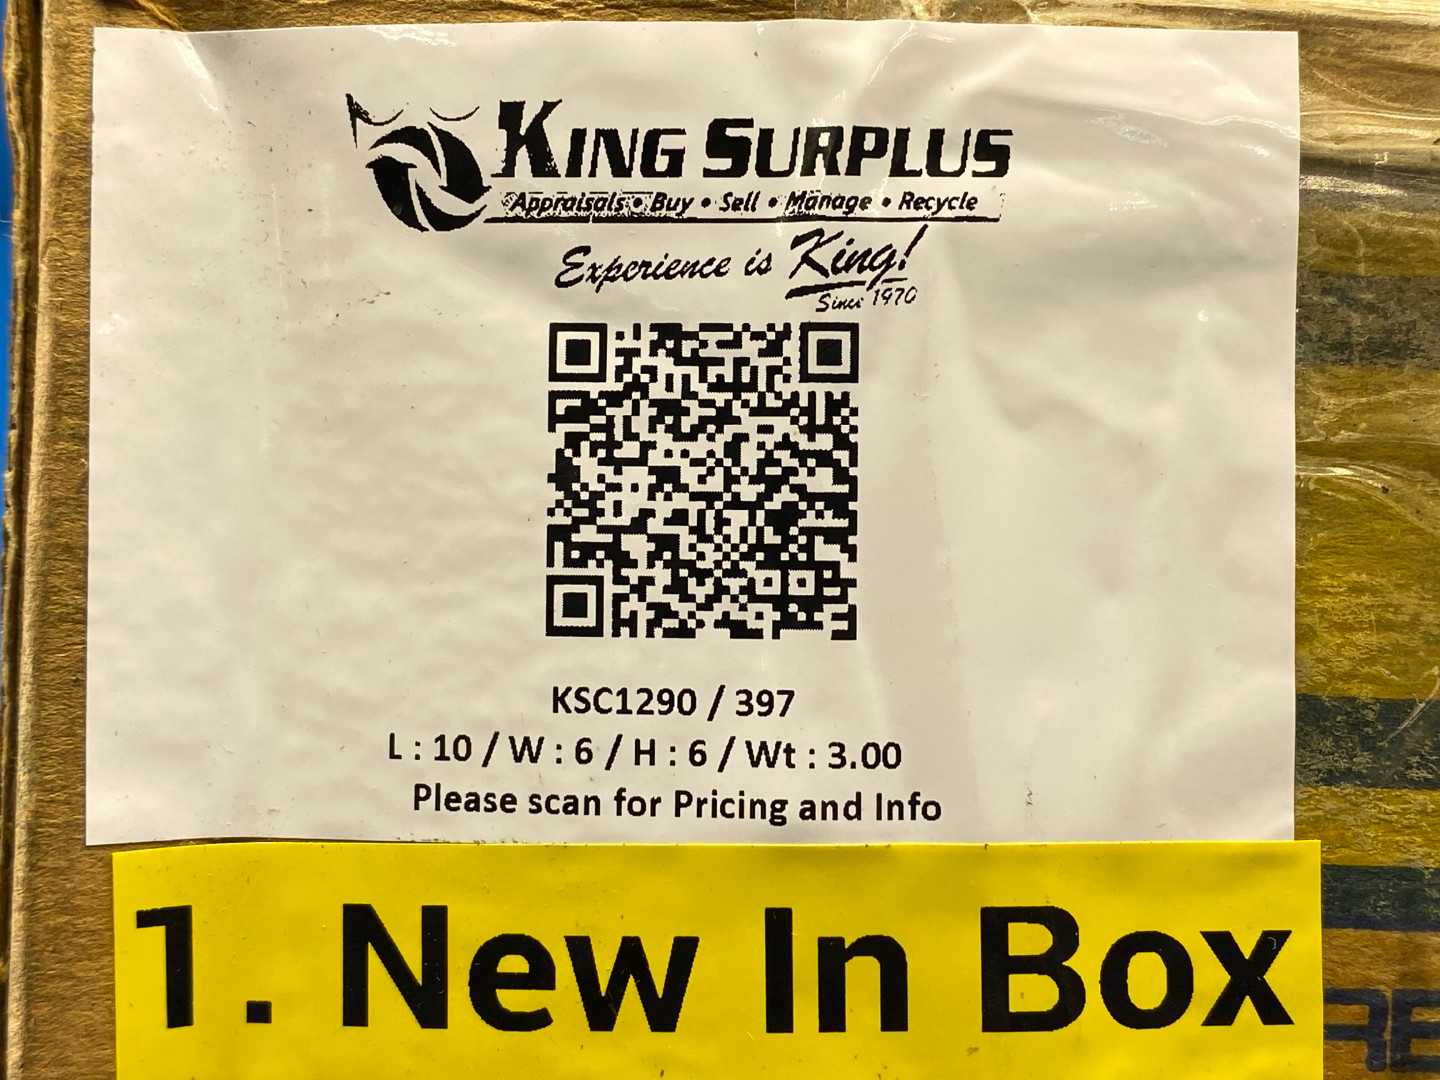 KING SURPLUS
Appraisals • Buy • Sell • Manage • Recycle
Experience is King!
Since 1970
KSC1290 / 397
L : 10 / W : 6 / H : 6 / Wt : 3.00
Please scan for Pricing and Info
1. New In Box
RE